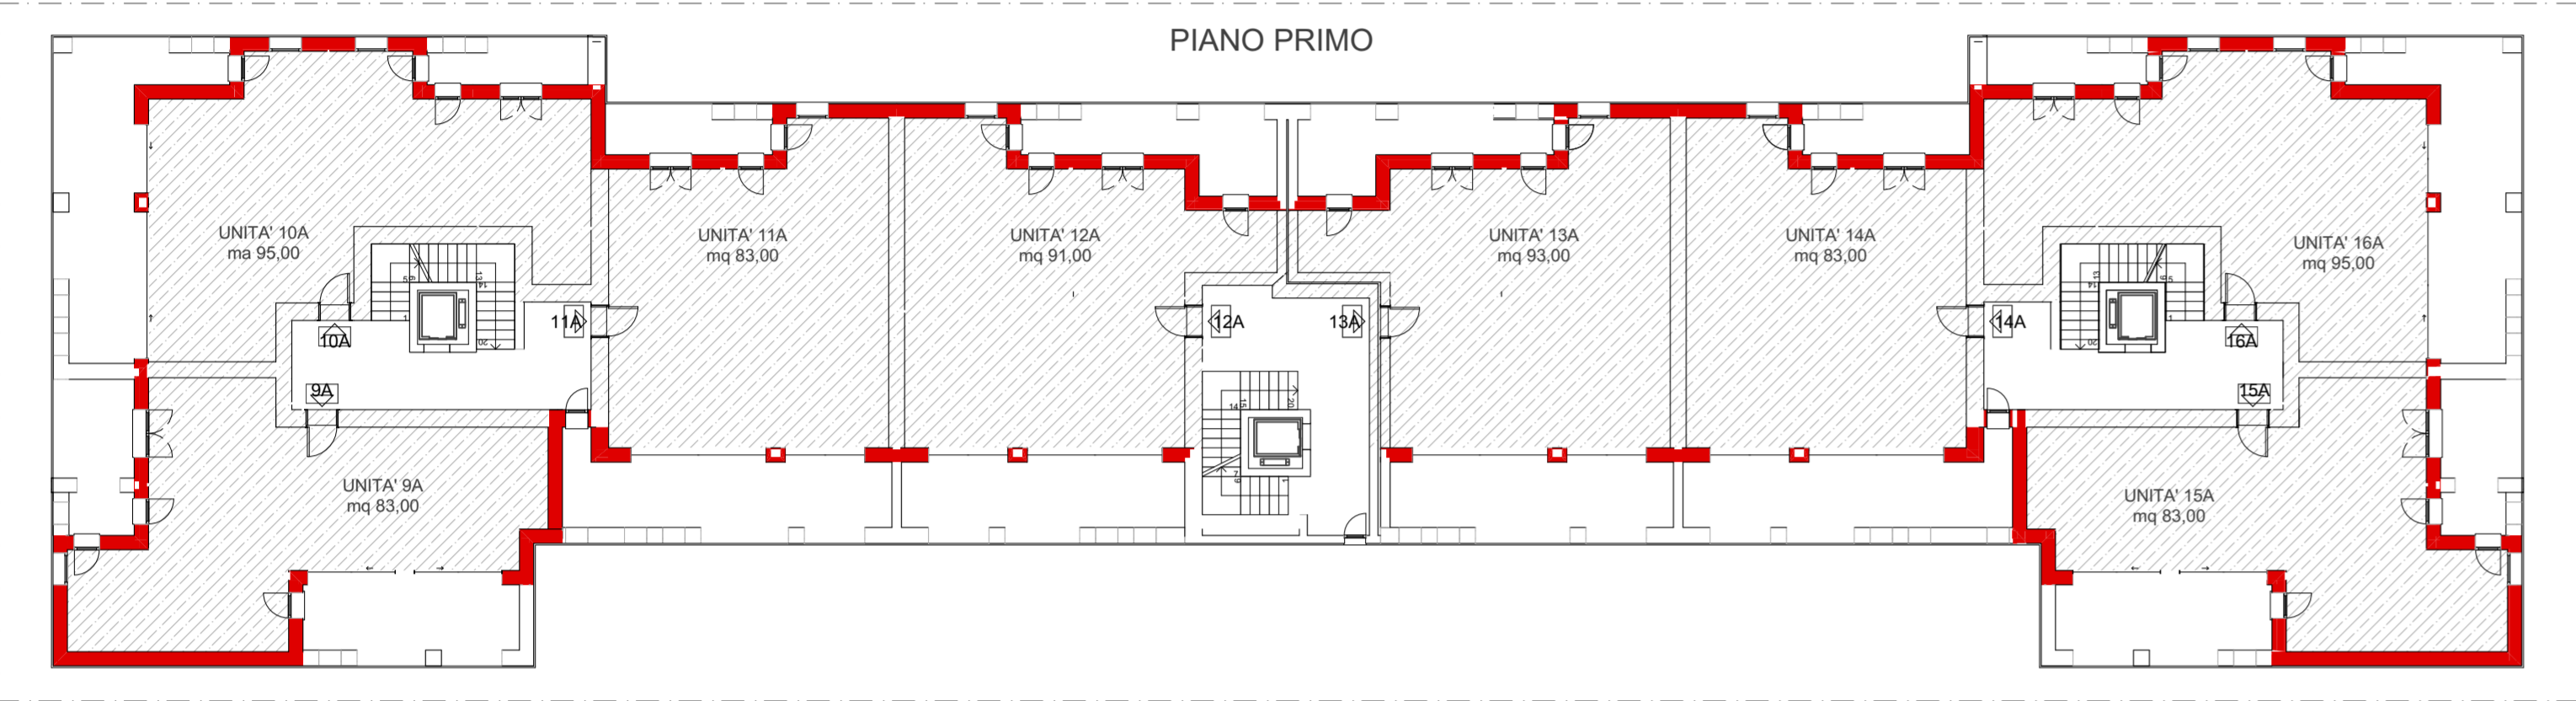 PIANO PRIMO
UNITA' 10A
ma 95,00
UNITA' 11A
mq 83,00
UNITA' 12A
mq 91,00
UNITA' 13A
mq 93,00
UNITA' 14A
mq 83,00
UNITA' 16A
mq 95,00
10A
11A
12A
13A
14A
16A
9A
15A
UNITA' 9A
mq 83,00
UNITA' 15A
mq 83,00